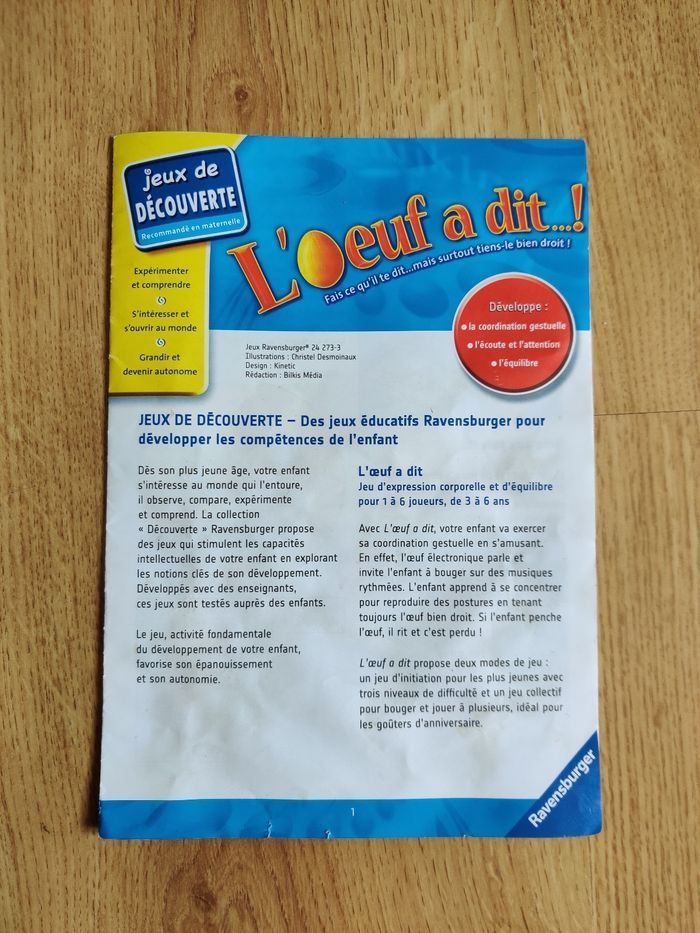 jeux de
DÉCOUVERTE
Recommandé en maternelle
Expérimenter
et comprendre
S'intéresser et
s'ouvrir au monde
Grandir et
devenir autonome
L'oeuf a dit...!
Fais ce qu'il te dit...mais surtout tiens-le bien droit !
Développe :
• la coordination gestuelle
• l'écoute et l'attention
• l'équilibre
Jeux Ravensburger® 24 273-3
Illustrations : Christel Desmoinaux
Design : Kinetic
Rédaction : Bilkis Média
JEUX DE DÉCOUVERTE – Des jeux éducatifs Ravensburger pour
développer les compétences de l'enfant
Dès son plus jeune âge, votre enfant
s'intéresse au monde qui l'entoure,
il observe, compare, expérimente
et comprend. La collection
« Découverte » Ravensburger propose
des jeux qui stimulent les capacités
intellectuelles de votre enfant en explorant
les notions clés de son développement.
Développés avec des enseignants,
ces jeux sont testés auprès des enfants.
Le jeu, activité fondamentale
du développement de votre enfant,
favorise son épanouissement
et son autonomie.
L'œuf a dit
Jeu d'expression corporelle et d'équilibre
pour 1 à 6 joueurs, de 3 à 6 ans
Avec L'œuf a dit, votre enfant va exercer
sa coordination gestuelle en s'amusant.
En effet, l'œuf électronique parle et
invite l'enfant à bouger sur des musiques
rythmées. L'enfant apprend à se concentrer
pour reproduire des postures en tenant
toujours l'œuf bien droit. Si l'enfant penche
l'œuf, il rit et c'est perdu !
L'œuf a dit propose deux modes de jeu :
un jeu d'initiation pour les plus jeunes avec
trois niveaux de difficulté et un jeu collectif
pour bouger et jouer à plusieurs, idéal pour
les goûters d'anniversaire.
Ravensburger
1